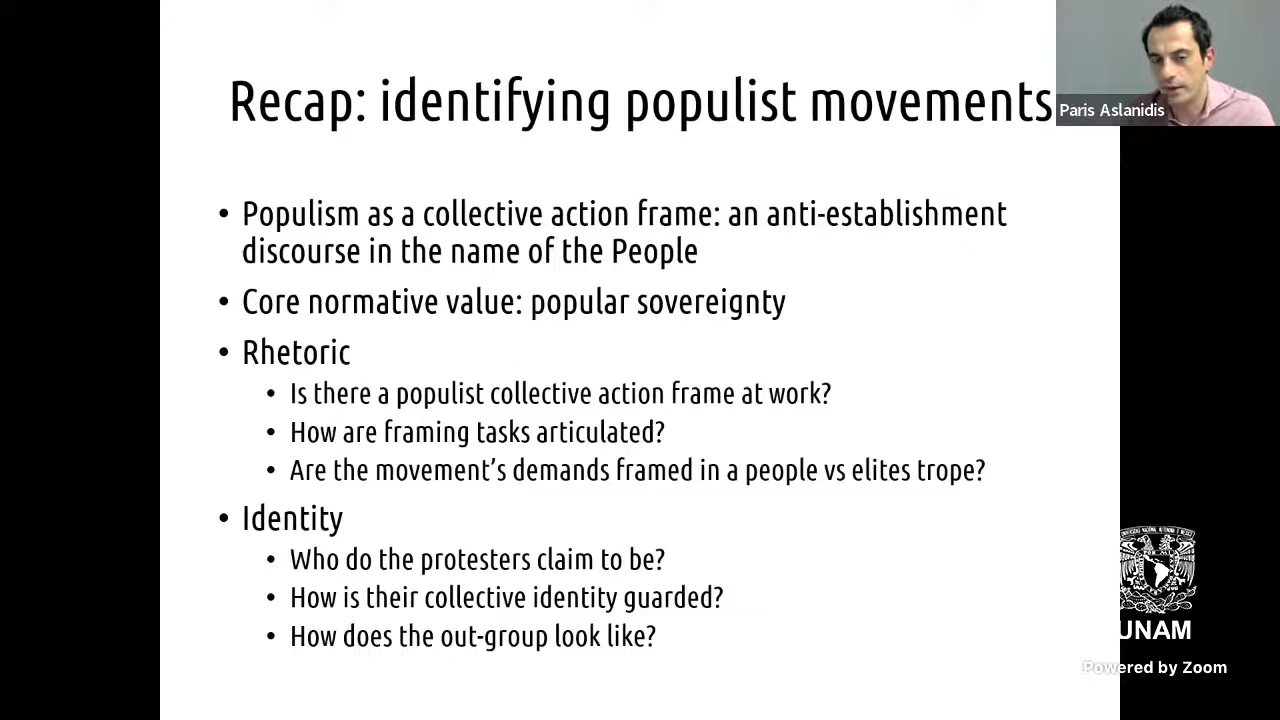 Recap: identifying populist movements
Paris Aslanidis
• Populism as a collective action frame: an anti-establishment
discourse in the name of the People
• Core normative value: popular sovereignty
• Rhetoric
• Is there a populist collective action frame at work?
• How are framing tasks articulated?
• Are the movement’s demands framed in a people vs elites trope?
• Identity
• Who do the protesters claim to be?
• How is their collective identity guarded?
• How does the out-group look like?
UNAM
Powered by Zoom